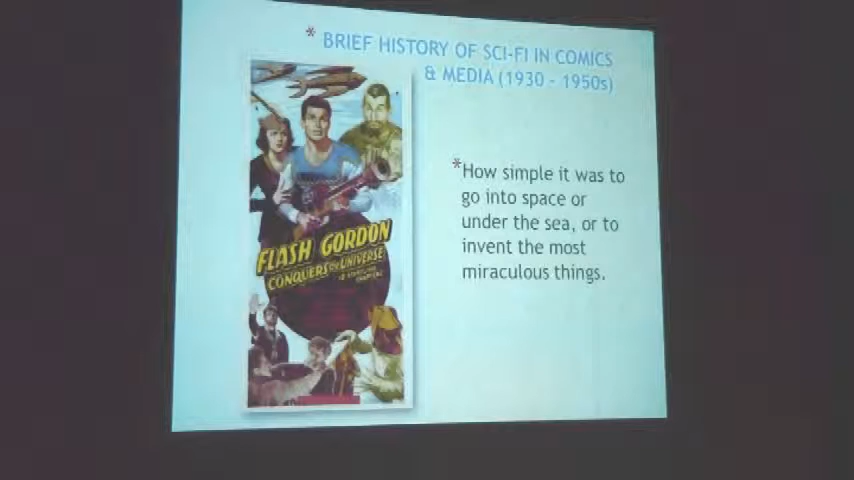 * BRIEF HISTORY OF SCI-FI IN COMICS
& MEDIA (1930 - 1950s)
FLASH GORDON
CONQUERS THE UNIVERSE
*How simple it was to
go into space or
under the sea, or to
invent the most
miraculous things.